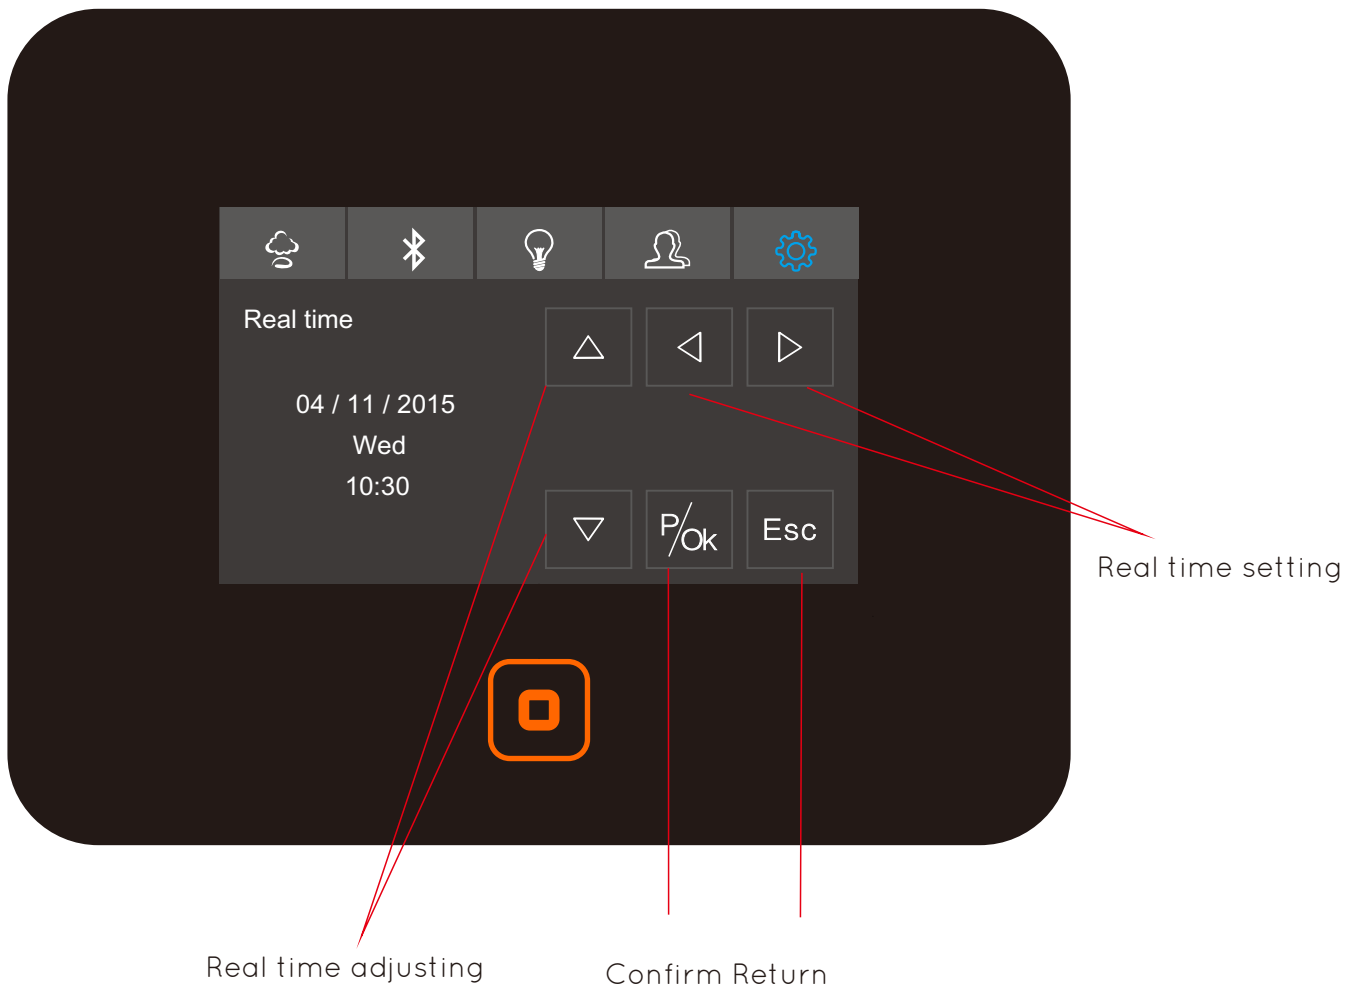 Real time
04 / 11 / 2015
Wed
10:30
P/Ok
Esc
Real time setting
Real time adjusting
Confirm Return